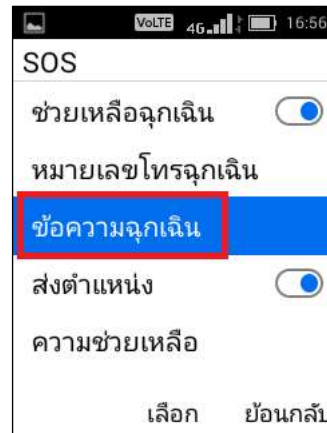 VoLTE 4G 16:56
SOS
ช่วยเหลือฉุกเฉิน
หมายเลขโทรฉุกเฉิน
ข้อความฉุกเฉิน
ส่งตำแหน่ง
ความช่วยเหลือ
เลือก ย้อนกลับ